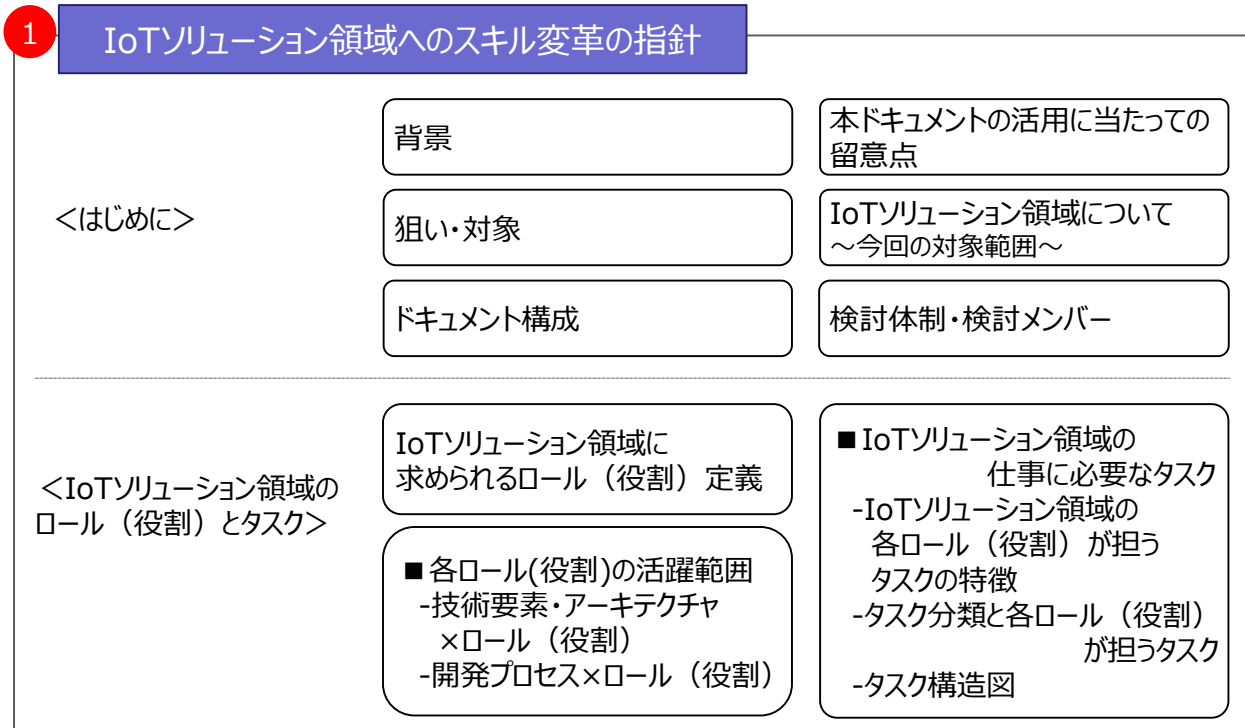 1
IoTソリューション領域へのスキル変革の指針
＜はじめに＞
背景
狙い・対象
ドキュメント構成
本ドキュメントの活用に当たっての
留意点
IoTソリューション領域について
～今回の対象範囲～
検討体制・検討メンバー
＜IoTソリューション領域の
ロール（役割）とタスク＞
IoTソリューション領域に
求められるロール（役割）定義
■各ロール(役割)の活躍範囲
-技術要素・アーキテクチャ
×ロール（役割）
-開発プロセス×ロール（役割）
■IoTソリューション領域の
仕事に必要なタスク
-IoTソリューション領域の
各ロール（役割）が担う
タスクの特徴
-タスク分類と各ロール（役割）
が担うタスク
-タスク構造図